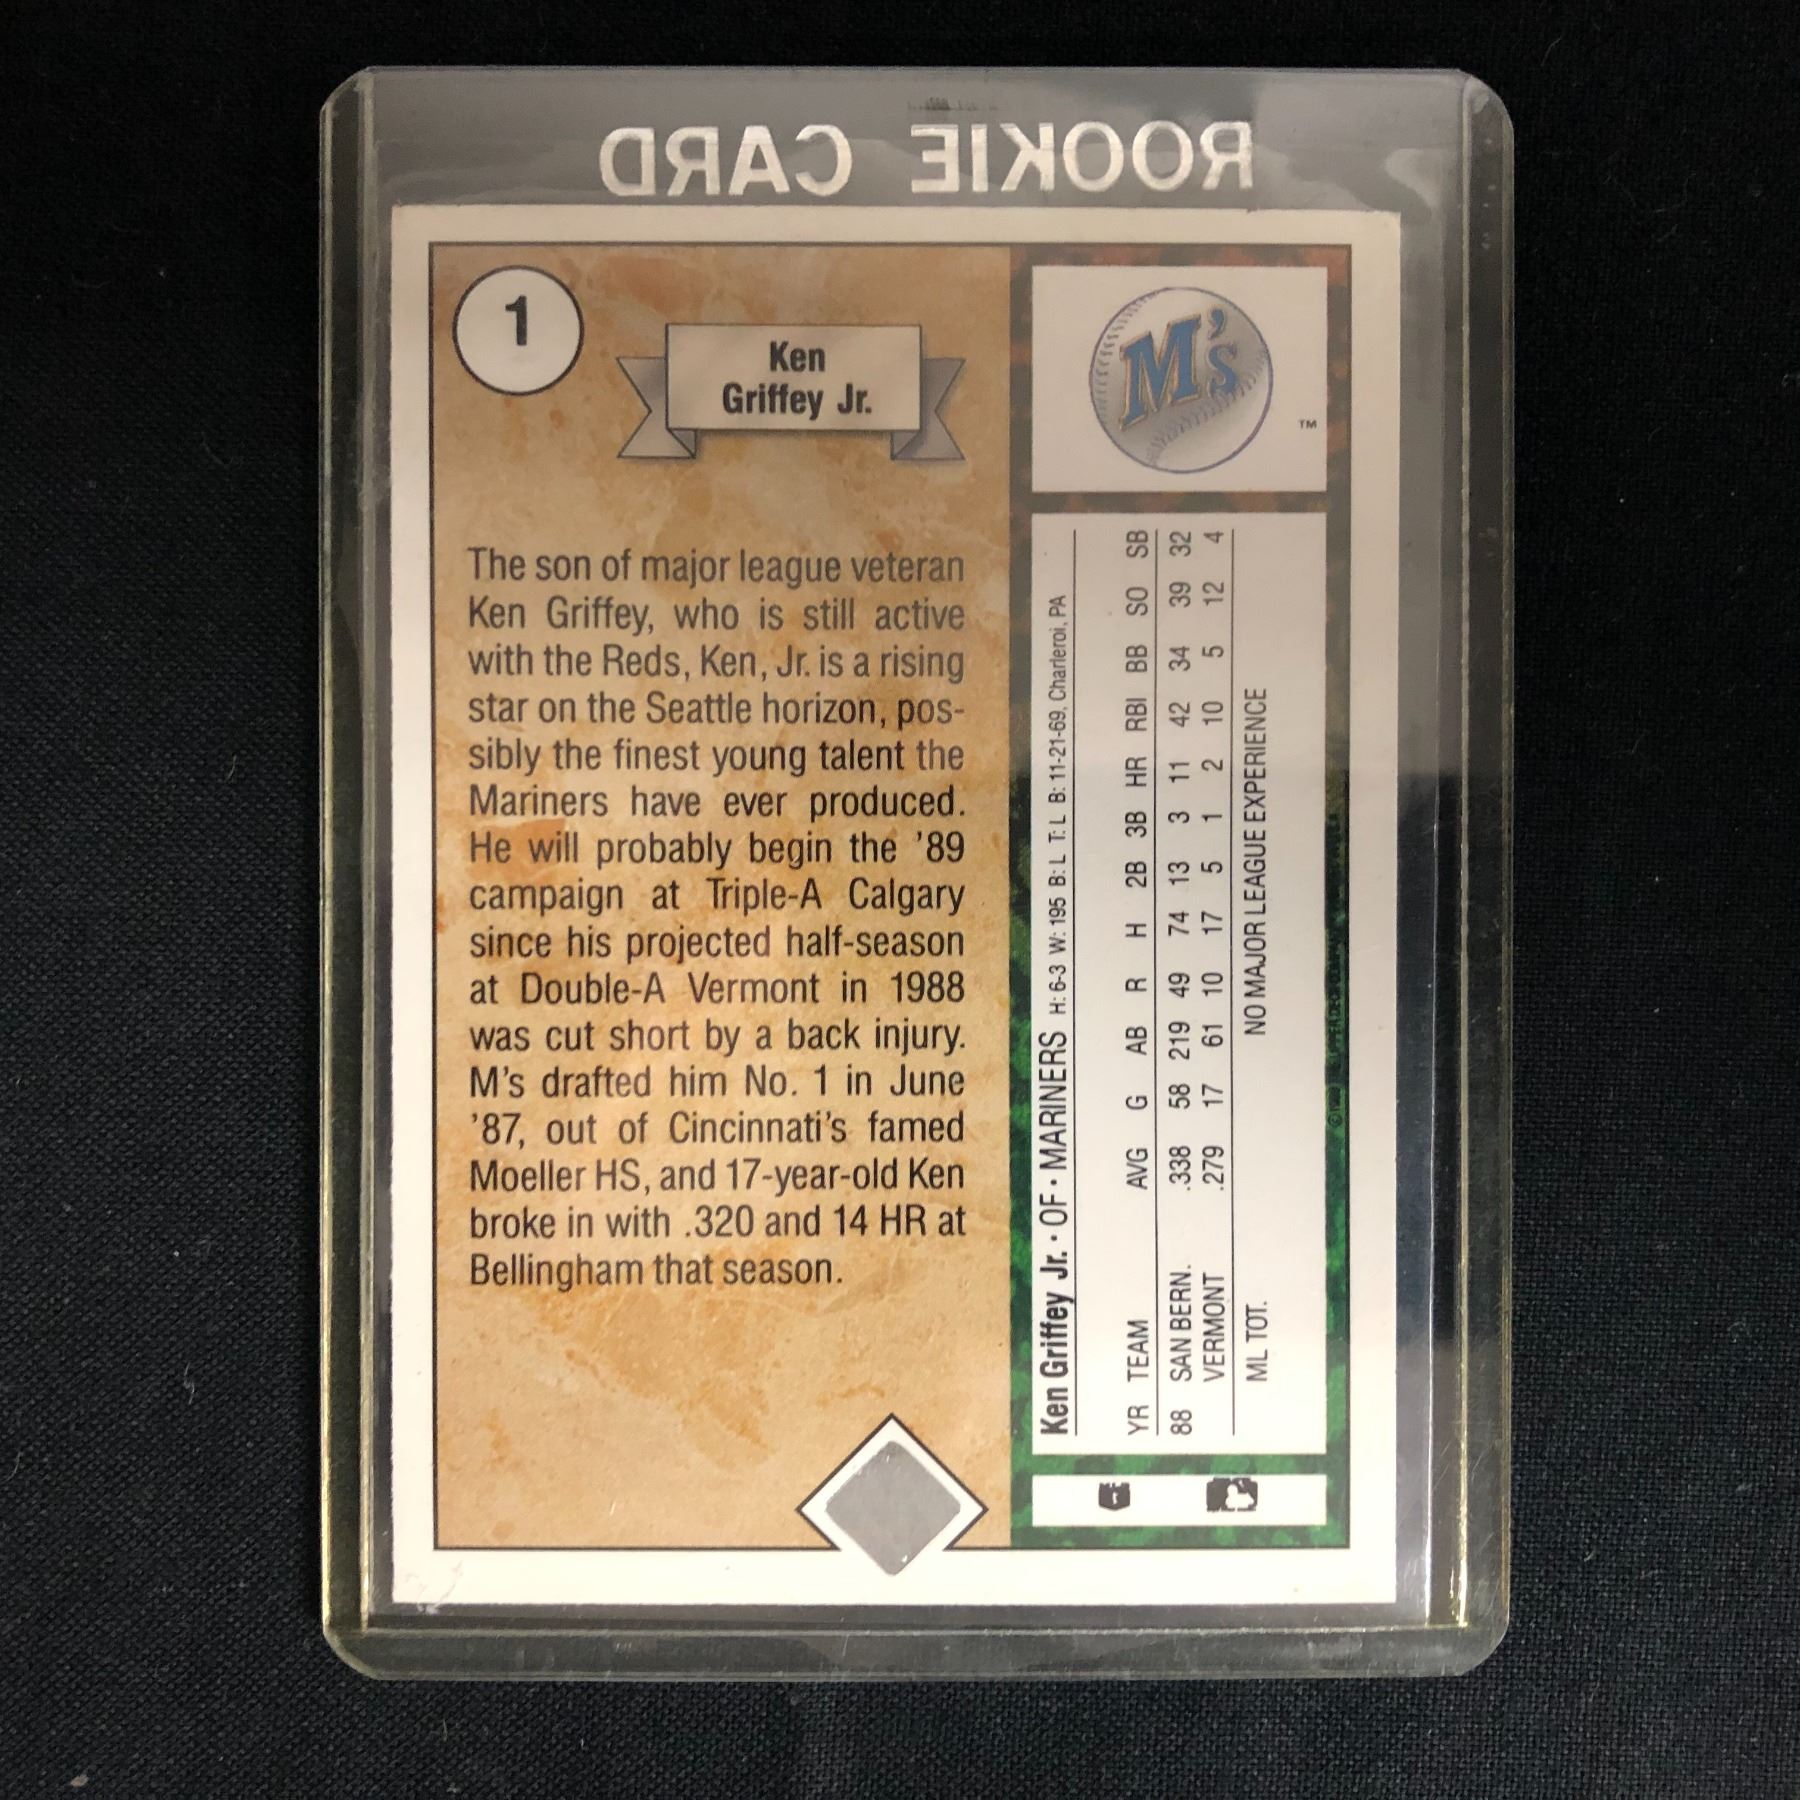 ROOKIE CARD
1
Ken
Griffey Jr.
The son of major league veteran
Ken Griffey, who is still active
with the Reds, Ken, Jr. is a rising
star on the Seattle horizon, pos-
sibly the finest young talent the
Mariners have ever produced.
He will probably begin the '89
campaign at Triple-A Calgary
since his projected half-season
at Double-A Vermont in 1988
was cut short by a back injury.
M's drafted him No. 1 in June
'87, out of Cincinnati's famed
Moeller HS, and 17-year-old Ken
broke in with .320 and 14 HR at
Bellingham that season.
M's
TM
Ken Griffey Jr. • OF • MARINERS H: 6-3 W: 195 B: L T: L B: 11-21-69, Charleroi, PA
YR TEAM AVG G AB R H 2B 3B HR RBI BB SO SB
88 SAN BERN. .338 58 219 49 74 13 3 11 42 34 39 32
VERMONT .279 17 61 10 17 5 1 2 10 5 12 4
ML TOT. NO MAJOR LEAGUE EXPERIENCE